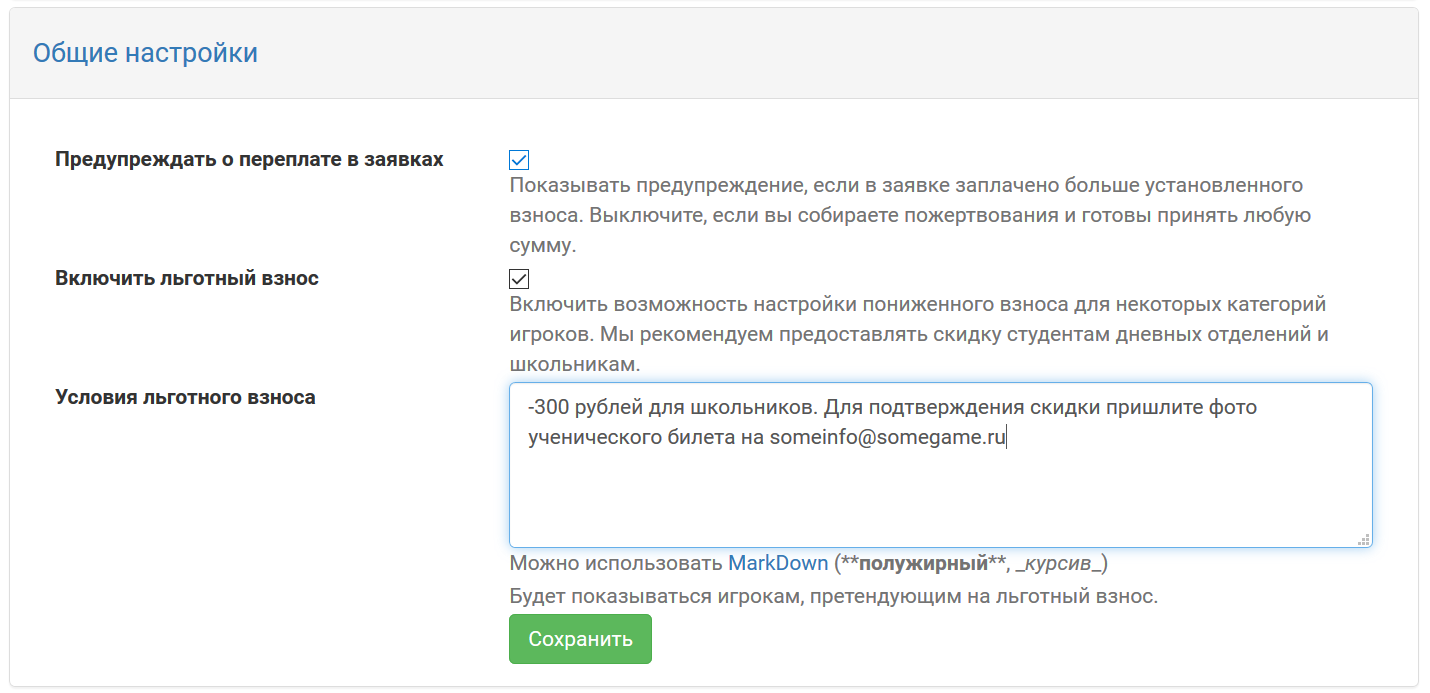 Общие настройки
Предупреждать о переплате в заявках
Показывать предупреждение, если в заявке заплачено больше установленного
взноса. Выключите, если вы собираете пожертвования и готовы принять любую
сумму.
Включить льготный взнос
Включить возможность настройки пониженного взноса для некоторых категорий
игроков. Мы рекомендуем предоставлять скидку студентам дневных отделений и
школьникам.
Условия льготного взноса
-300 рублей для школьников. Для подтверждения скидки пришлите фото
ученического билета на someinfo@somegame.ru
Можно использовать MarkDown (**полужирный**, _курсив_)
Будет показываться игрокам, претендующим на льготный взнос.
Сохранить